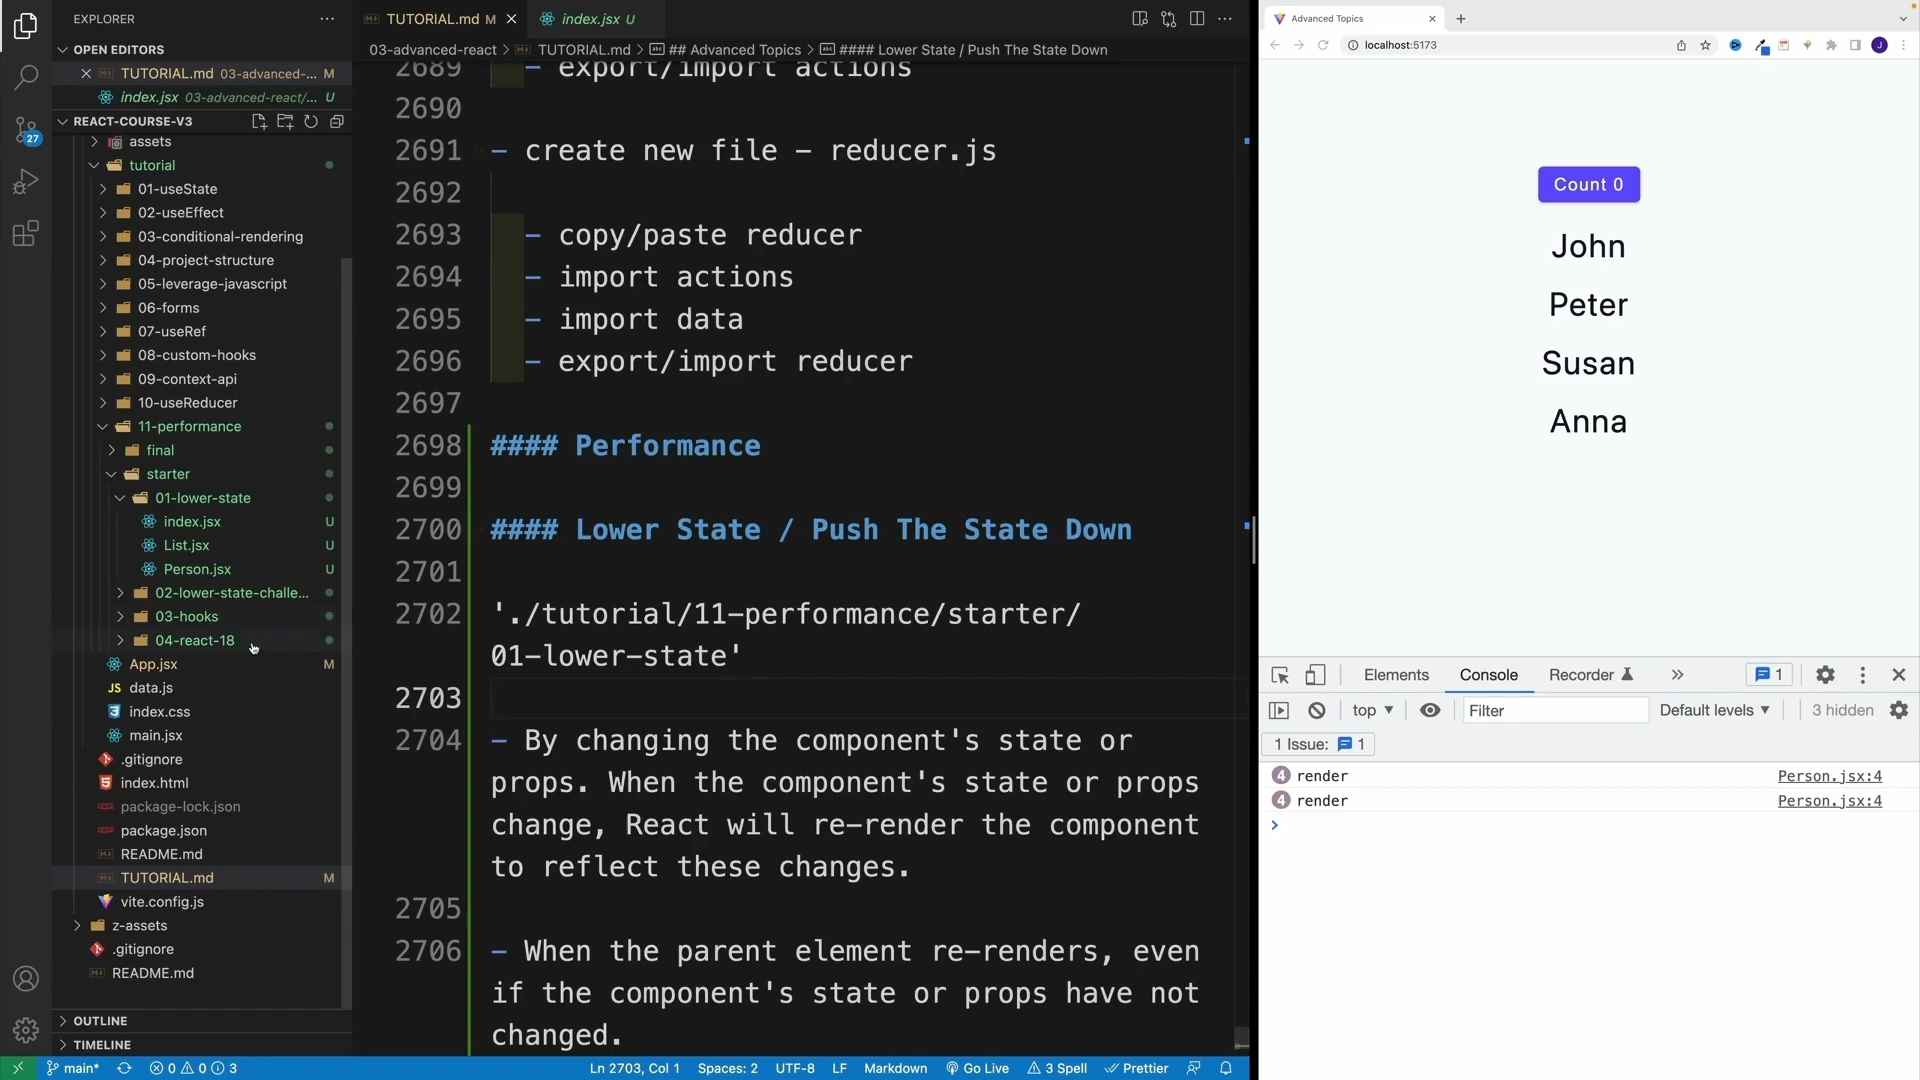 EXPLORER
OPEN EDITORS
TUTORIAL.md 03-advanced-... M
index.jsx 03-advanced-react/... U
REACT-COURSE-V3
27
assets
tutorial
01-useState
02-useEffect
03-conditional-rendering
04-project-structure
05-leverage-javascript
06-forms
07-useRef
08-custom-hooks
09-context-api
10-useReducer
11-performance
final
starter
01-lower-state
index.jsx U
List.jsx U
Person.jsx U
02-lower-state-challe...
03-hooks
04-react-18
App.jsx M
JS data.js
index.css
main.jsx
.gitignore
index.html
package-lock.json
package.json
README.md
TUTORIAL.md M
vite.config.js
z-assets
.gitignore
README.md
OUTLINE
TIMELINE
TUTORIAL.md M
index.jsx U
03-advanced-react > TUTORIAL.md > ## Advanced Topics > #### Lower State / Push The State Down
2689 - export/import actions
2690
2691 - create new file - reducer.js
2692
2693 - copy/paste reducer
2694 - import actions
2695 - import data
2696 - export/import reducer
2697
2698 #### Performance
2699
2700 #### Lower State / Push The State Down
2701
2702 './tutorial/11-performance/starter/
01-lower-state'
2703
2704 - By changing the component's state or
props. When the component's state or props
change, React will re-render the component
to reflect these changes.
2705
2706 - When the parent element re-renders, even
if the component's state or props have not
changed.
main* 0 0 3
Ln 2703, Col 1 Spaces: 2 UTF-8 LF Markdown Go Live 3 Spell Prettier
Advanced Topics
localhost:5173
J
Count 0
John
Peter
Susan
Anna
Elements Console Recorder 1
top Filter Default levels 3 hidden
1 Issue: 1
4 render Person.jsx:4
4 render Person.jsx:4